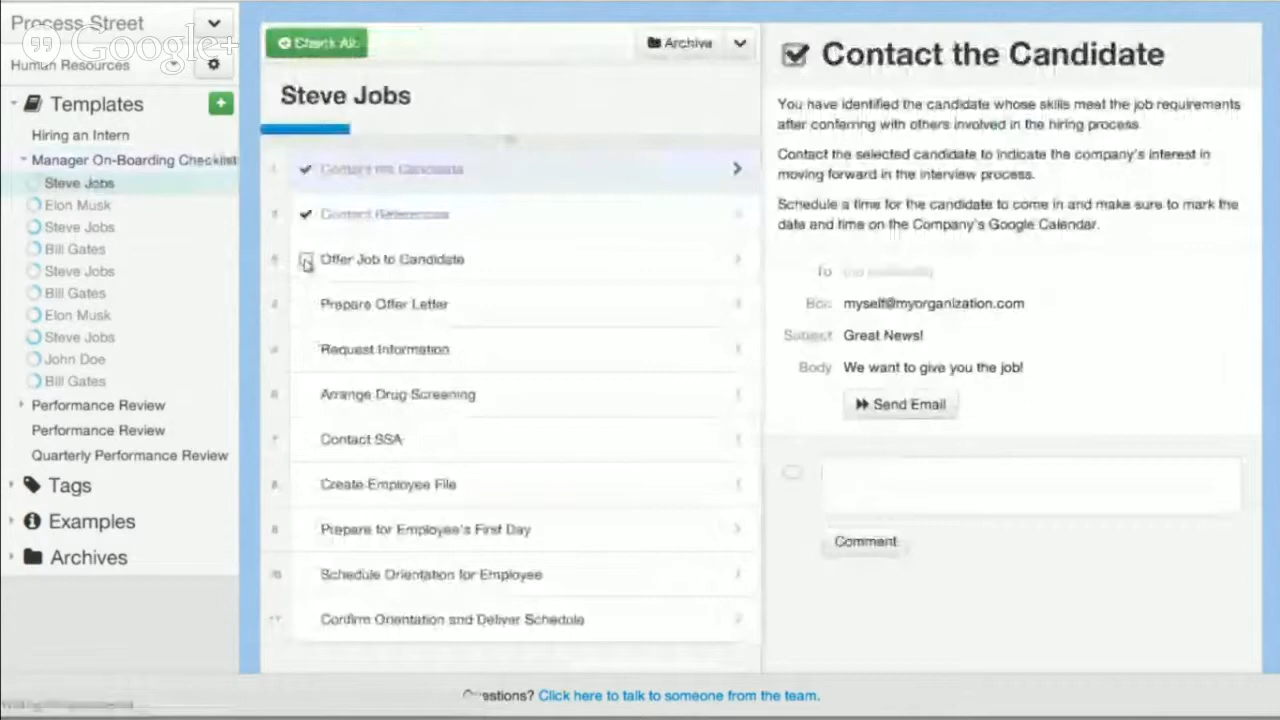 Process Street
Google+
Human Resources
Templates
Hiring an Intern
Manager On-Boarding Checklist
Steve Jobs
Elon Musk
Steve Jobs
Bill Gates
Steve Jobs
Bill Gates
Elon Musk
Steve Jobs
John Doe
Bill Gates
Performance Review
Performance Review
Quarterly Performance Review
Tags
Examples
Archives
Check All
Archive
Steve Jobs
Contact the Candidate
Contact References
Offer Job to Candidate
Prepare Offer Letter
Request Information
Arrange Drug Screening
Contact SSA
Create Employee File
Prepare for Employee's First Day
Schedule Orientation for Employee
Confirm Orientation and Deliver Schedule
Contact the Candidate
You have identified the candidate whose skills meet the job requirements
after conferring with others involved in the hiring process.
Contact the selected candidate to indicate the company's interest in
moving forward in the interview process.
Schedule a time for the candidate to come in and make sure to mark the
date and time on the Company's Google Calendar.
To
myself@myorganization.com
Subject Great News!
Body We want to give you the job!
Send Email
Comment
Questions? Click here to talk to someone from the team.